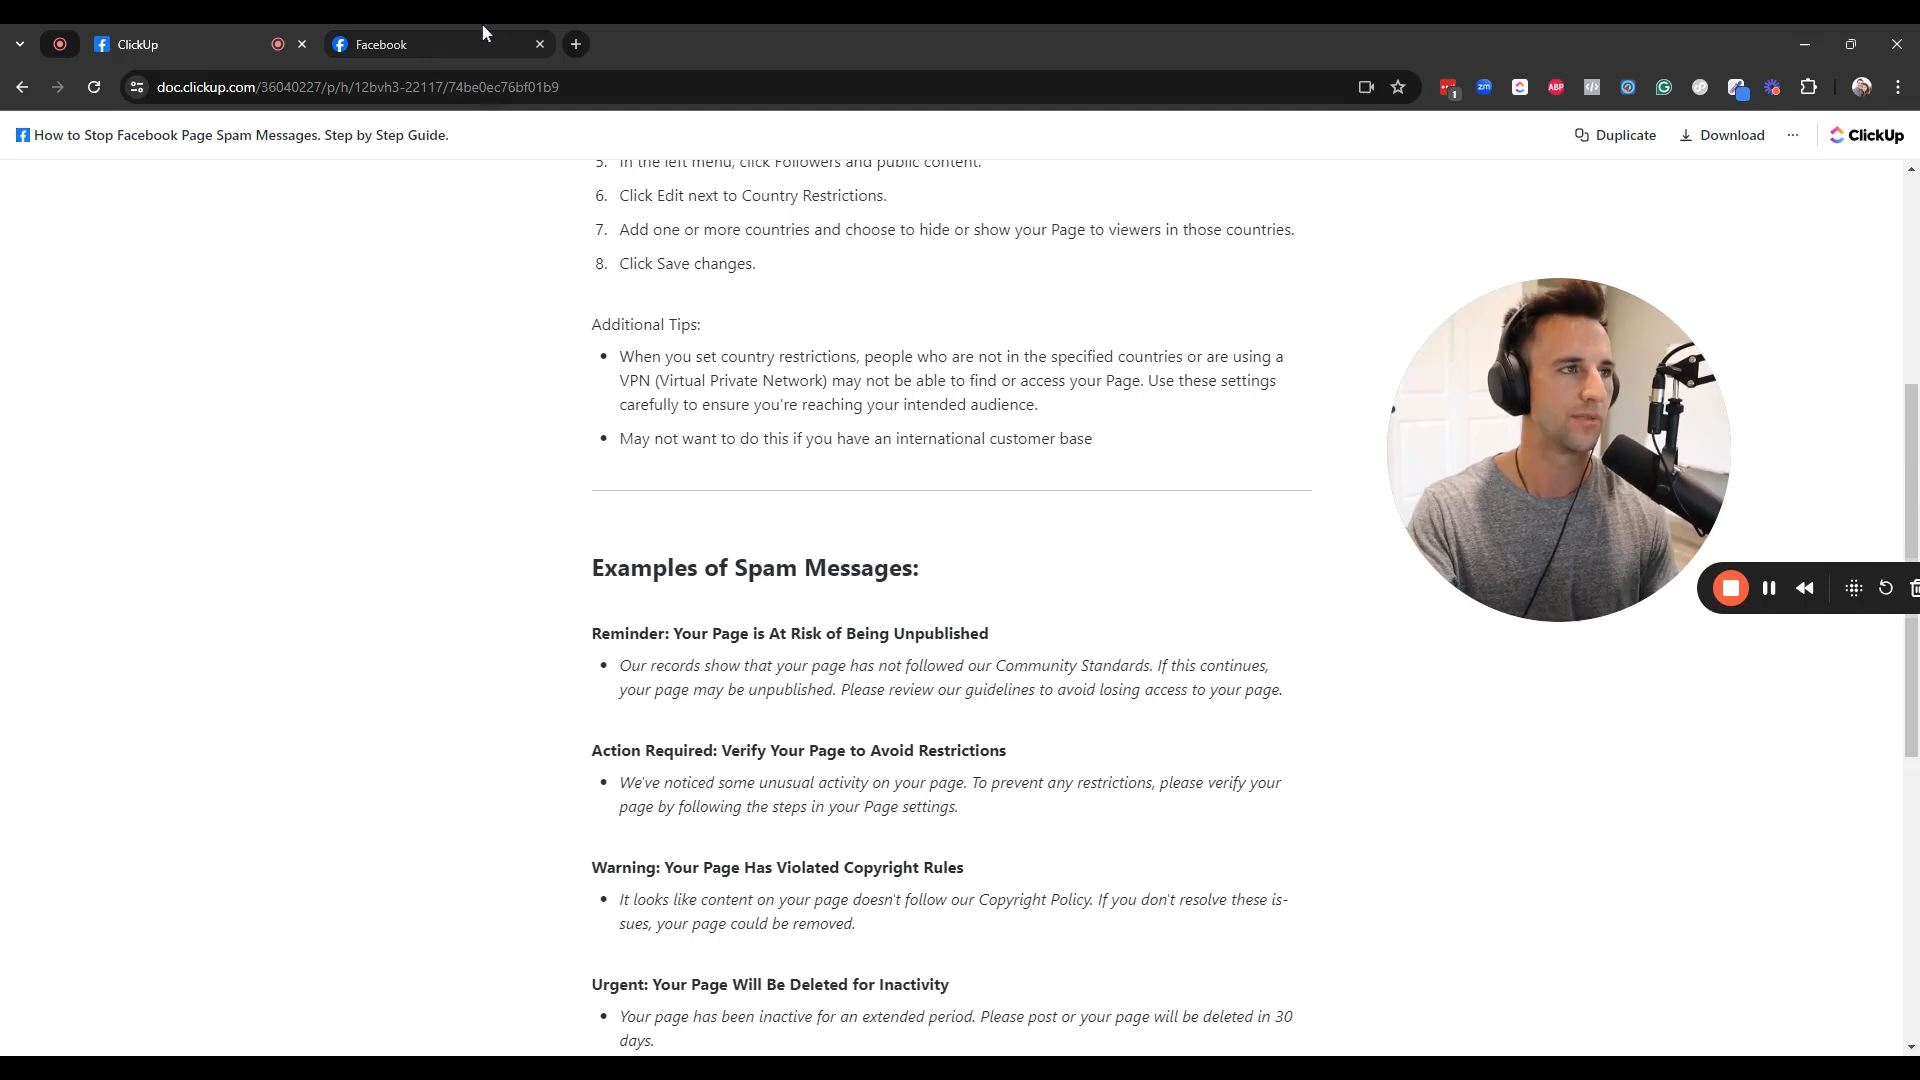 ClickUp
Facebook
doc.clickup.com/36040227/p/h/12bvh3-22117/74be0ec76bf01b9
1
zm
ABP
How to Stop Facebook Page Spam Messages. Step by Step Guide.
Duplicate
Download
ClickUp
5. In the left menu, click Followers and public content.
6. Click Edit next to Country Restrictions.
7. Add one or more countries and choose to hide or show your Page to viewers in those countries.
8. Click Save changes.
Additional Tips:
• When you set country restrictions, people who are not in the specified countries or are using a
VPN (Virtual Private Network) may not be able to find or access your Page. Use these settings
carefully to ensure you're reaching your intended audience.
• May not want to do this if you have an international customer base
Examples of Spam Messages:
Reminder: Your Page is At Risk of Being Unpublished
• Our records show that your page has not followed our Community Standards. If this continues,
your page may be unpublished. Please review our guidelines to avoid losing access to your page.
Action Required: Verify Your Page to Avoid Restrictions
• We've noticed some unusual activity on your page. To prevent any restrictions, please verify your
page by following the steps in your Page settings.
Warning: Your Page Has Violated Copyright Rules
• It looks like content on your page doesn't follow our Copyright Policy. If you don't resolve these is-
sues, your page could be removed.
Urgent: Your Page Will Be Deleted for Inactivity
• Your page has been inactive for an extended period. Please post or your page will be deleted in 30
days.